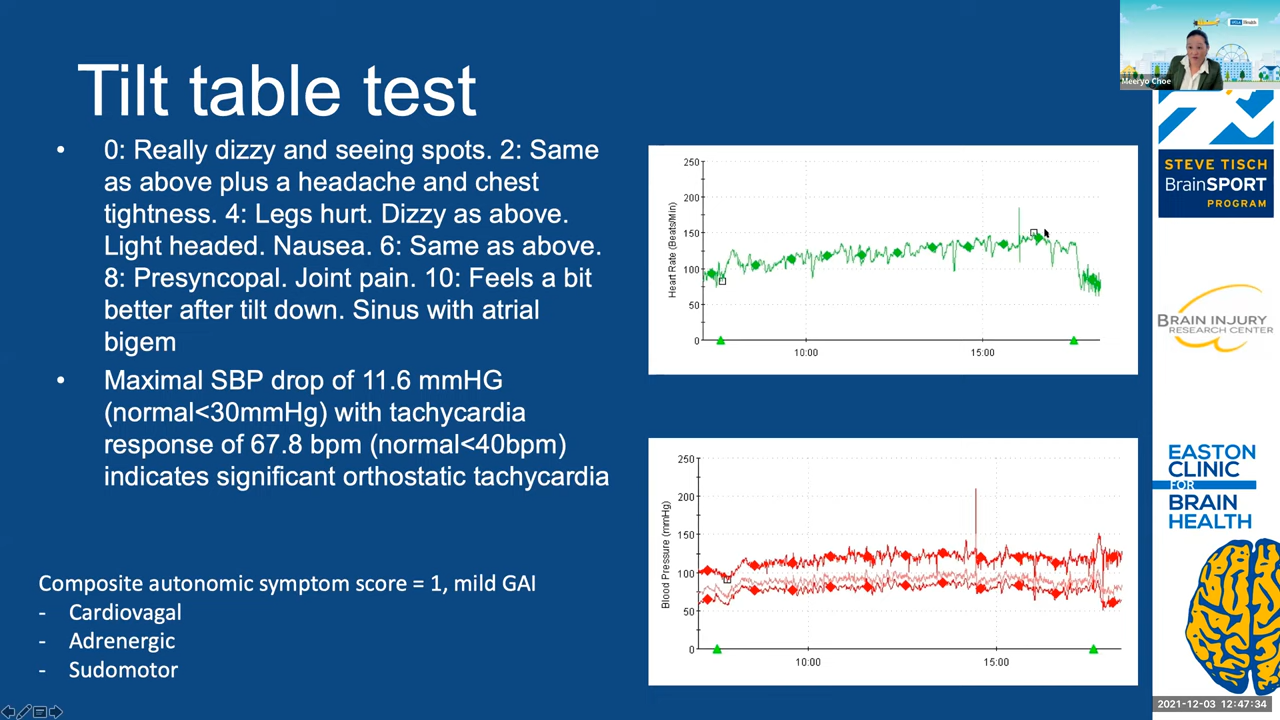 Tilt table test
• 0: Really dizzy and seeing spots. 2: Same
as above plus a headache and chest
tightness. 4: Legs hurt. Dizzy as above.
Light headed. Nausea. 6: Same as above.
8: Presyncopal. Joint pain. 10: Feels a bit
better after tilt down. Sinus with atrial
bigem
• Maximal SBP drop of 11.6 mmHG
(normal<30mmHg) with tachycardia
response of 67.8 bpm (normal<40bpm)
indicates significant orthostatic tachycardia
Composite autonomic symptom score = 1, mild GAI
- Cardiovagal
- Adrenergic
- Sudomotor
Heart Rate (Beats/Min)
250
200
150
100
50
0
10:00
15:00
Blood Pressure (mmHg)
250
200
150
100
50
0
10:00
15:00
Meeryo Choe
STEVE TISCH
BrainSPORT
PROGRAM
BRAIN INJURY
RESEARCH CENTER
EASTON
CLINIC
FOR
BRAIN
HEALTH
2021-12-03 12:47:34